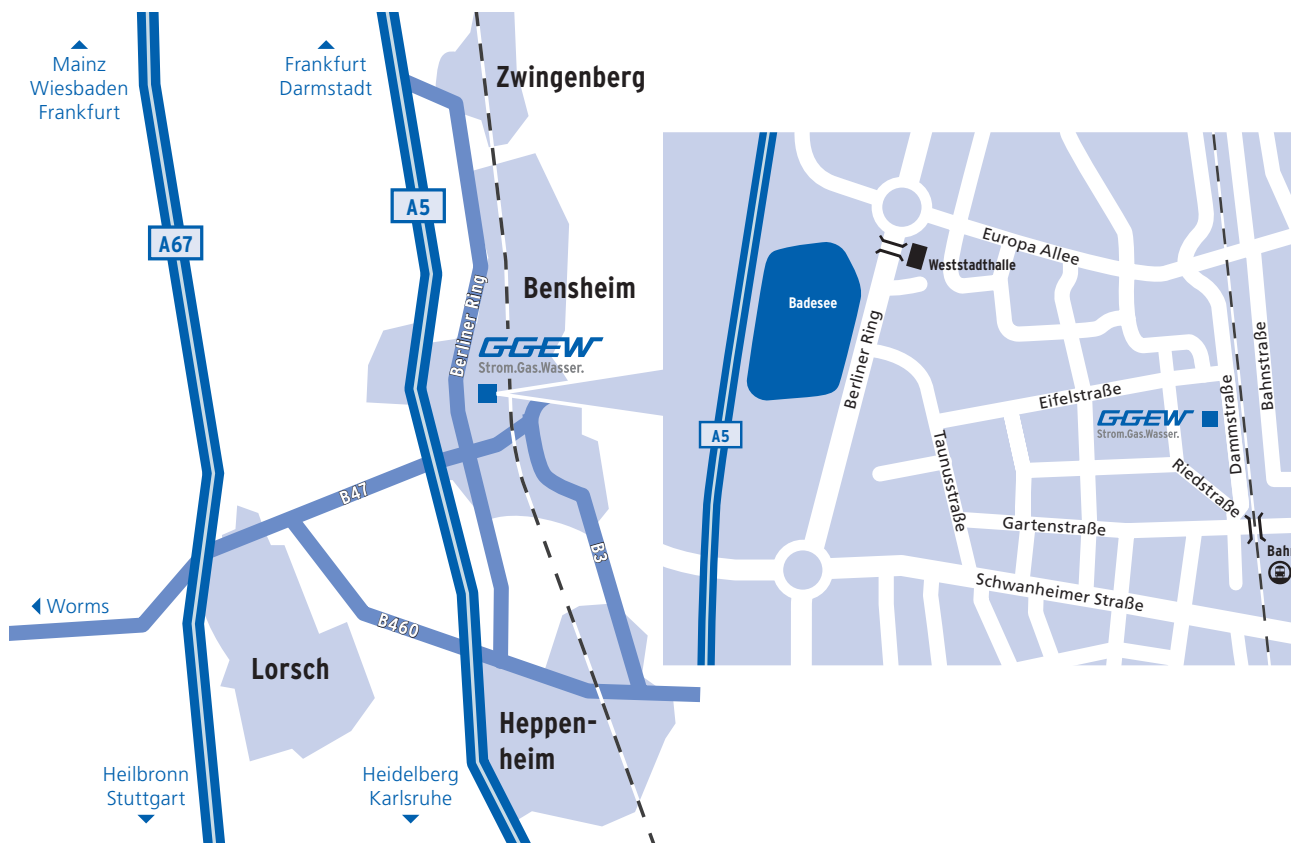 Mainz
Wiesbaden
Frankfurt
Frankfurt
Darmstadt
Zwingenberg
A5
A67
Bensheim
Berliner Ring
GGEW
Strom.Gas.Wasser.
B47
B3
Worms
B460
Lorsch
Heppen-
heim
Heilbronn
Stuttgart
Heidelberg
Karlsruhe
Europa Allee
Weststadthalle
Badesee
Berliner Ring
Bahnstraße
Eifelstraße
Dammstraße
GGEW
Strom.Gas.Wasser.
A5
Taunusstraße
Riedstraße
Gartenstraße
Bah
Schwanheimer Straße